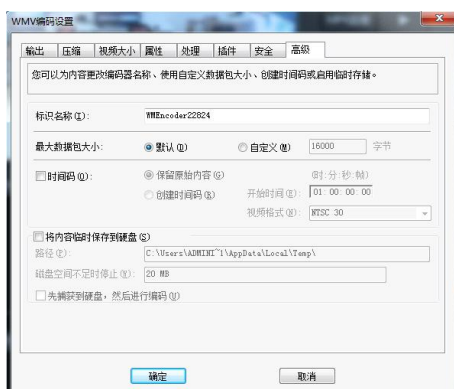 WMV编码设置
输出 压缩 视频大小 属性 处理 插件 安全 高级
您可以为内容更改编码器名称、使用自定义数据包大小、创建时间码或启用临时存储。
标识名称(I): WMEncoder22824
最大数据包大小: 默认(D) 自定义(M) 16000 字节
时间码(O): 保留原始内容(G) (时:分:秒:帧)
创建时间码(R) 开始时间(E): 01:00:00:00
视频格式(V): NTSC 30
将内容临时保存到硬盘(S)
路径(P): C:\Users\ADMINI~1\AppData\Local\Temp\
磁盘空间不足时停止(K): 20 MB
先捕获到硬盘，然后进行编码(U)
确定 取消